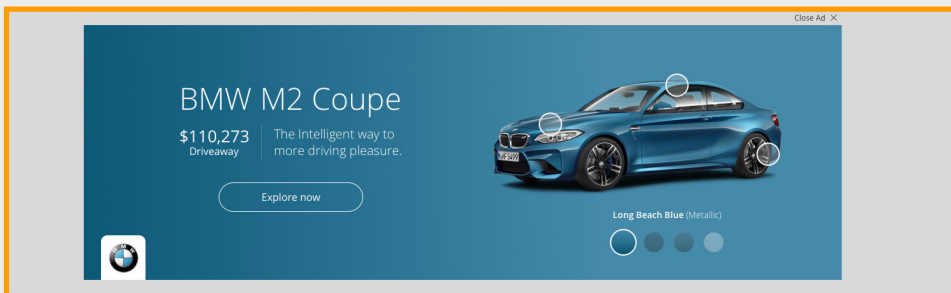 Close Ad ×
BMW M2 Coupe
$110,273
Driveaway
The Intelligent way to
more driving pleasure.
Explore now
Long Beach Blue (Metallic)
BMW